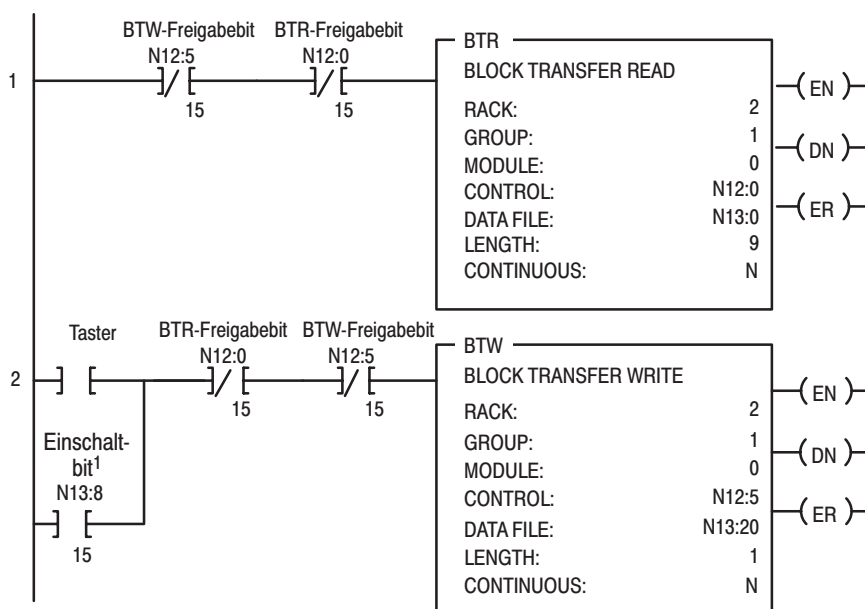 BTW-Freigabebit BTR-Freigabebit
N12:5 N12:0
1
15 15
BTR
BLOCK TRANSFER READ
RACK: 2
GROUP: 1
MODULE: 0
CONTROL: N12:0
DATA FILE: N13:0
LENGTH: 9
CONTINUOUS: N
EN
DN
ER
Taster BTR-Freigabebit BTW-Freigabebit
N12:0 N12:5
2
15 15
Einschalt-
bit1
N13:8
15
BTW
BLOCK TRANSFER WRITE
RACK: 2
GROUP: 1
MODULE: 0
CONTROL: N12:5
DATA FILE: N13:20
LENGTH: 1
CONTINUOUS: N
EN
DN
ER